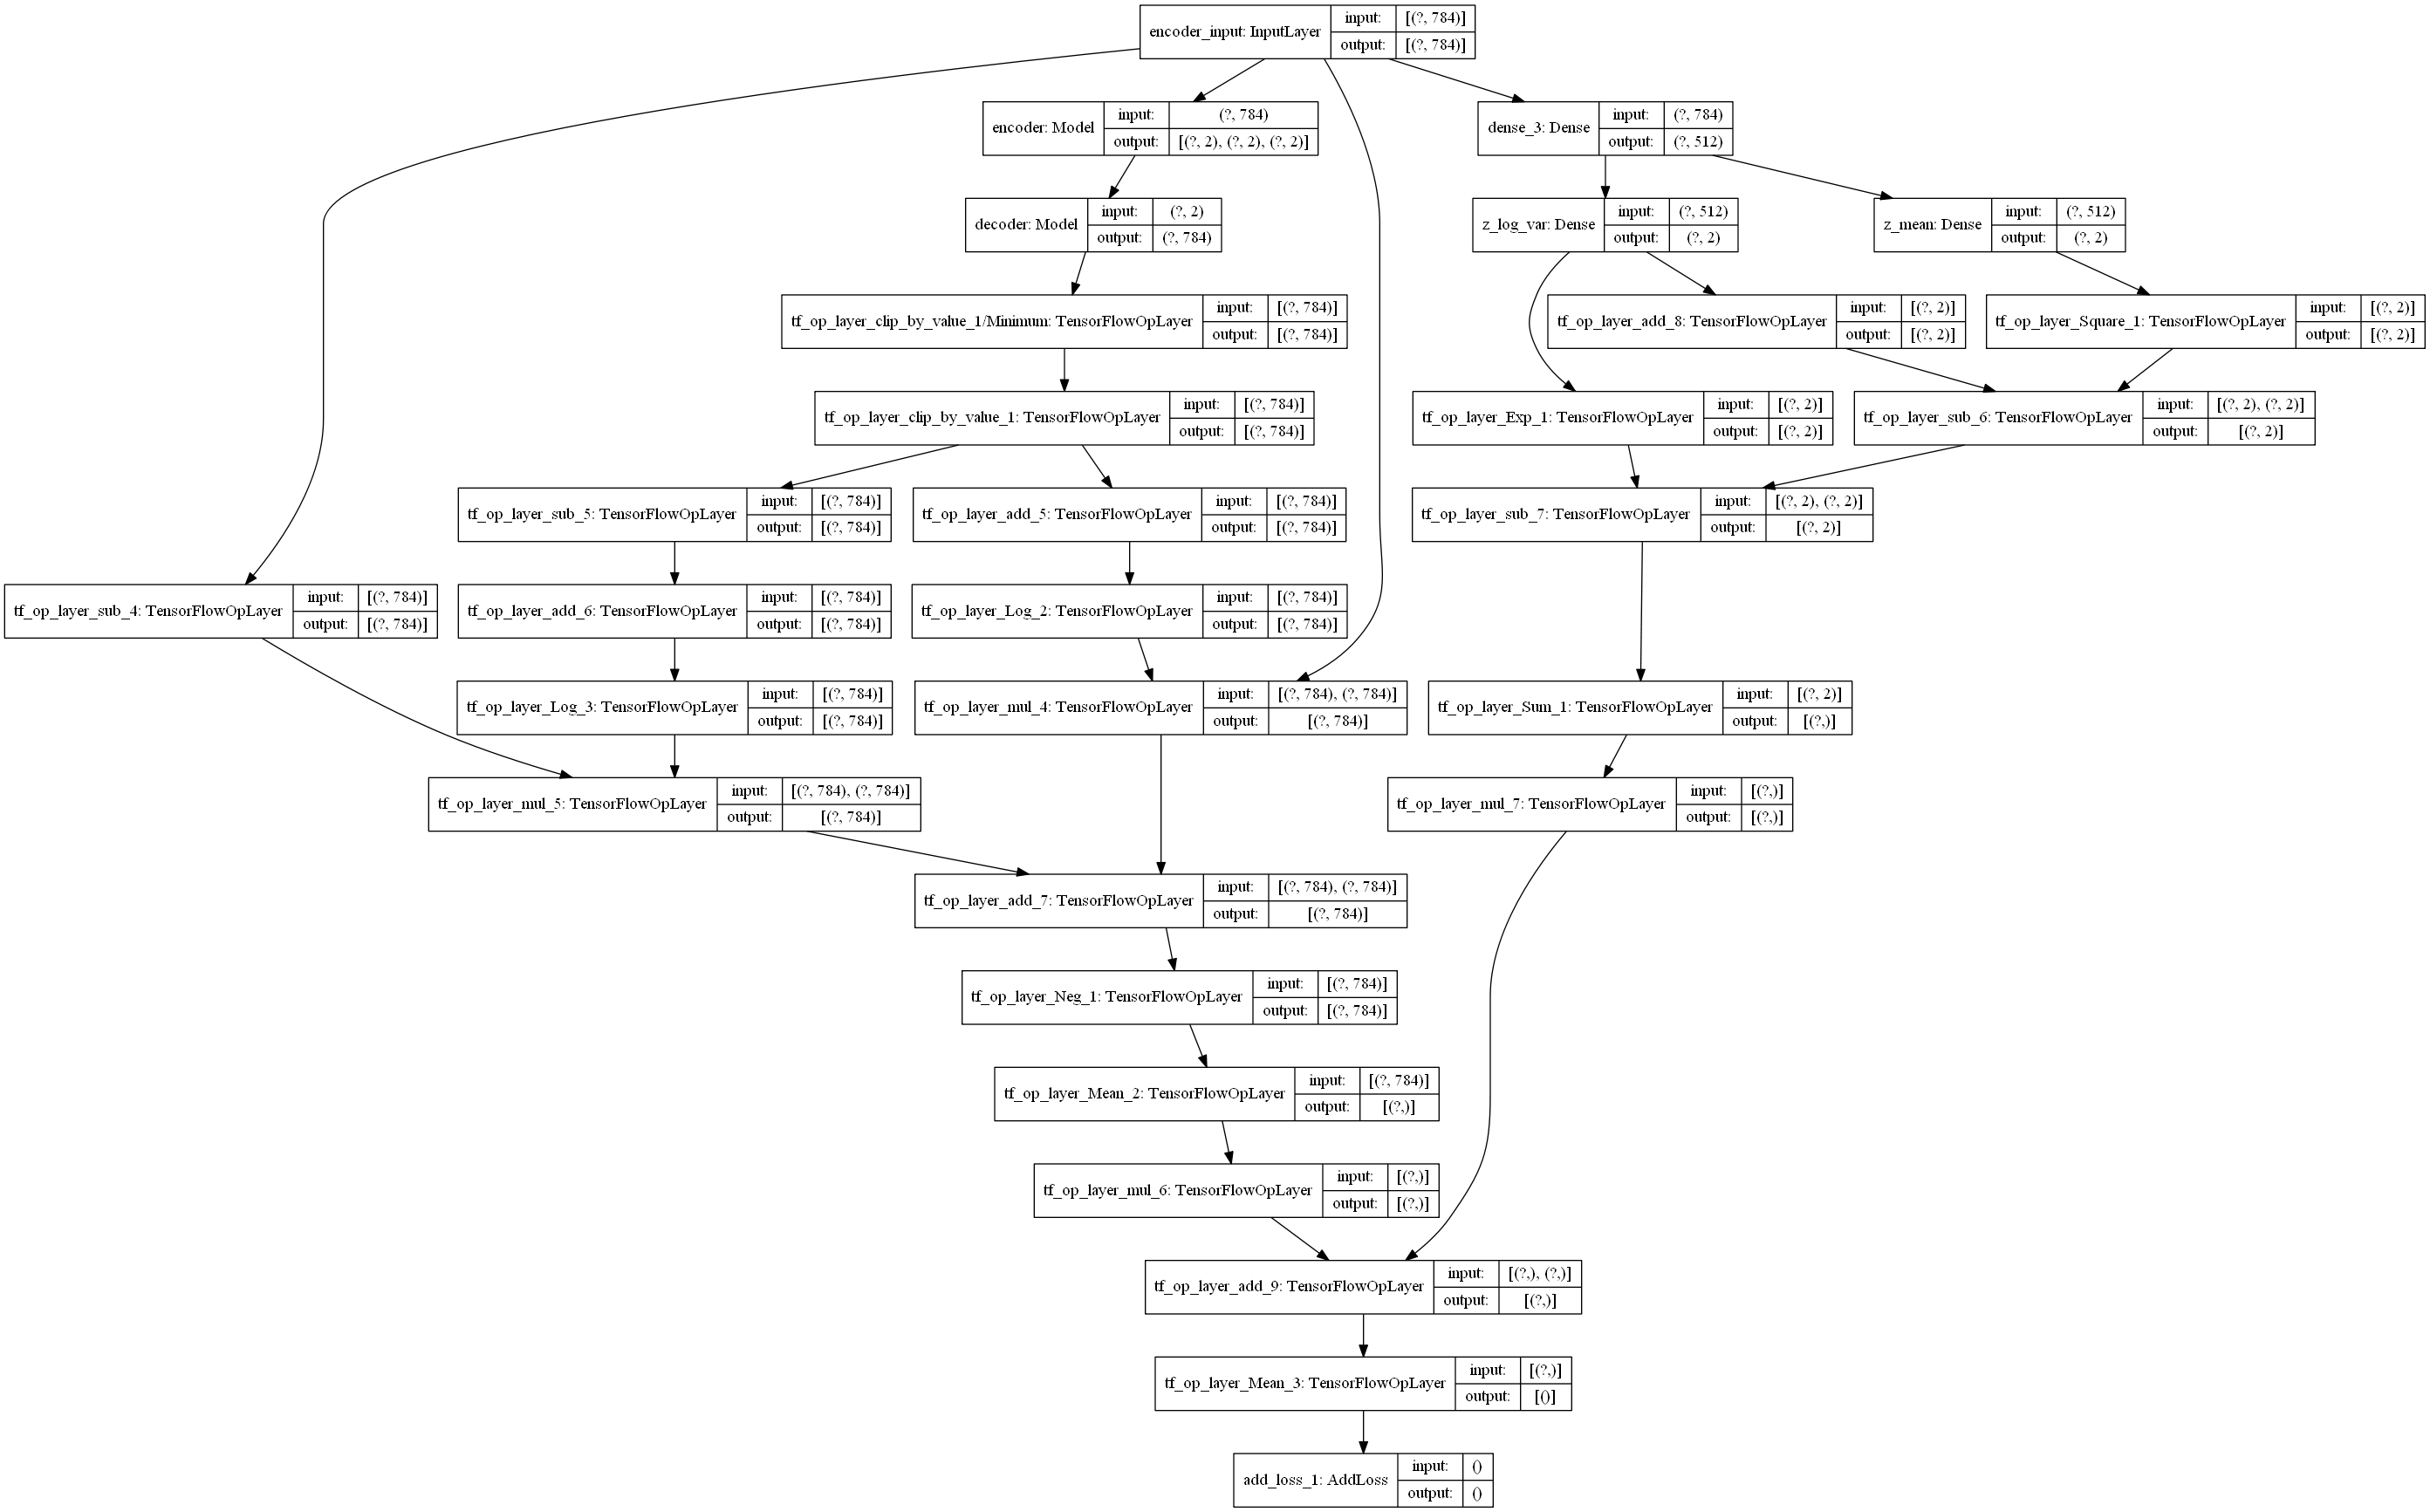 encoder_input: InputLayer
input: [(?, 784)]
output: [(?, 784)]
encoder: Model
input: (?, 784)
output: [(?, 2), (?, 2), (?, 2)]
dense_3: Dense
input: (?, 784)
output: (?, 512)
decoder: Model
input: (?, 2)
output: (?, 784)
z_log_var: Dense
input: (?, 512)
output: (?, 2)
z_mean: Dense
input: (?, 512)
output: (?, 2)
tf_op_layer_clip_by_value_1/Minimum: TensorFlowOpLayer
input: [(?, 784)]
output: [(?, 784)]
tf_op_layer_add_8: TensorFlowOpLayer
input: [(?, 2)]
output: [(?, 2)]
tf_op_layer_Square_1: TensorFlowOpLayer
input: [(?, 2)]
output: [(?, 2)]
tf_op_layer_clip_by_value_1: TensorFlowOpLayer
input: [(?, 784)]
output: [(?, 784)]
tf_op_layer_Exp_1: TensorFlowOpLayer
input: [(?, 2)]
output: [(?, 2)]
tf_op_layer_sub_6: TensorFlowOpLayer
input: [(?, 2), (?, 2)]
output: [(?, 2)]
tf_op_layer_sub_5: TensorFlowOpLayer
input: [(?, 784)]
output: [(?, 784)]
tf_op_layer_add_5: TensorFlowOpLayer
input: [(?, 784)]
output: [(?, 784)]
tf_op_layer_sub_7: TensorFlowOpLayer
input: [(?, 2), (?, 2)]
output: [(?, 2)]
tf_op_layer_sub_4: TensorFlowOpLayer
input: [(?, 784)]
output: [(?, 784)]
tf_op_layer_add_6: TensorFlowOpLayer
input: [(?, 784)]
output: [(?, 784)]
tf_op_layer_Log_2: TensorFlowOpLayer
input: [(?, 784)]
output: [(?, 784)]
tf_op_layer_Log_3: TensorFlowOpLayer
input: [(?, 784)]
output: [(?, 784)]
tf_op_layer_mul_4: TensorFlowOpLayer
input: [(?, 784), (?, 784)]
output: [(?, 784)]
tf_op_layer_Sum_1: TensorFlowOpLayer
input: [(?, 2)]
output: [(?,)]
tf_op_layer_mul_5: TensorFlowOpLayer
input: [(?, 784), (?, 784)]
output: [(?, 784)]
tf_op_layer_mul_7: TensorFlowOpLayer
input: [(?,)]
output: [(?,)]
tf_op_layer_add_7: TensorFlowOpLayer
input: [(?, 784), (?, 784)]
output: [(?, 784)]
tf_op_layer_Neg_1: TensorFlowOpLayer
input: [(?, 784)]
output: [(?, 784)]
tf_op_layer_Mean_2: TensorFlowOpLayer
input: [(?, 784)]
output: [(?,)]
tf_op_layer_mul_6: TensorFlowOpLayer
input: [(?,)]
output: [(?,)]
tf_op_layer_add_9: TensorFlowOpLayer
input: [(?,), (?,)]
output: [(?,)]
tf_op_layer_Mean_3: TensorFlowOpLayer
input: [(?,)]
output: [()]
add_loss_1: AddLoss
input: ()
output: ()